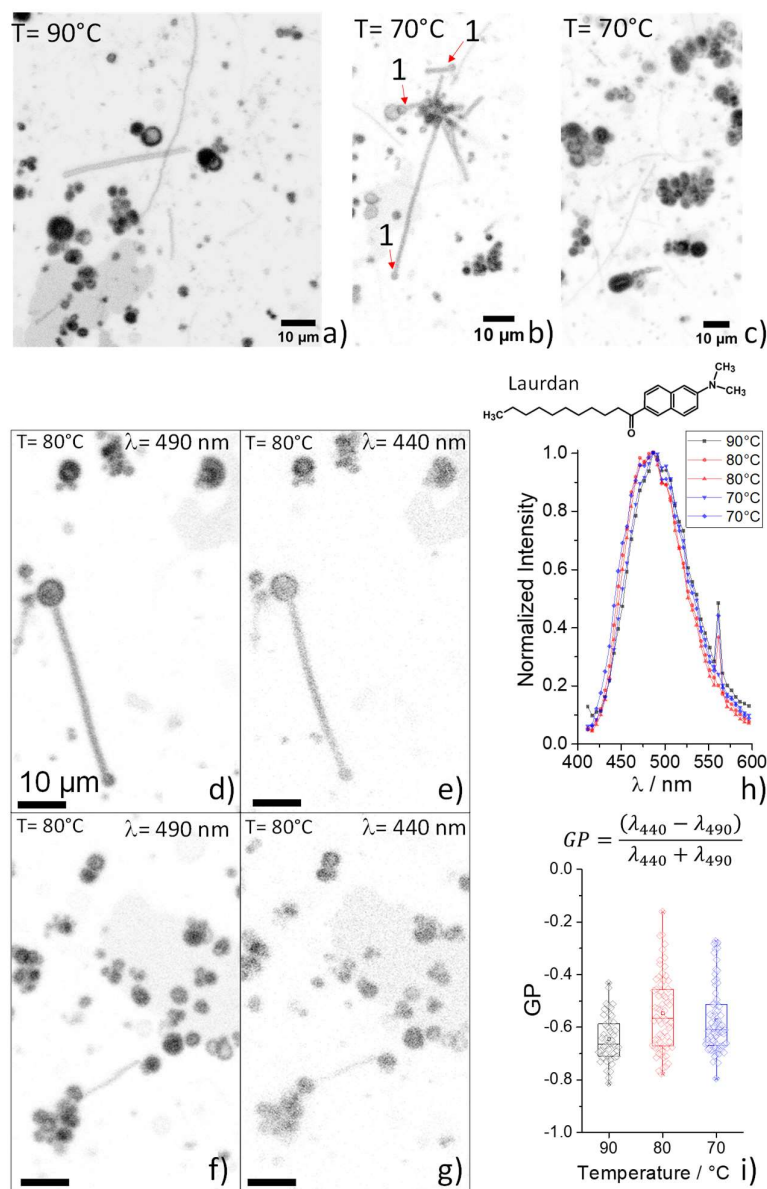 T= 90°C
10 µm
a)
T= 70°C
1
1
1
10 µm
b)
T= 70°C
10 µm
c)
T= 80°C
λ= 490 nm
10 µm
d)
T= 80°C
λ= 440 nm
e)
T= 80°C
λ= 490 nm
f)
T= 80°C
λ= 440 nm
g)
Laurdan
H3C
O
N
CH3
CH3
90°C
80°C
80°C
70°C
70°C
Normalized Intensity
1.0
0.8
0.6
0.4
0.2
0.0
400 450 500 550 600
λ / nm
h)
GP = (λ440 − λ490) / λ440 + λ490
GP
0.0
-0.2
-0.4
-0.6
-0.8
-1.0
90 80 70
Temperature / °C
i)